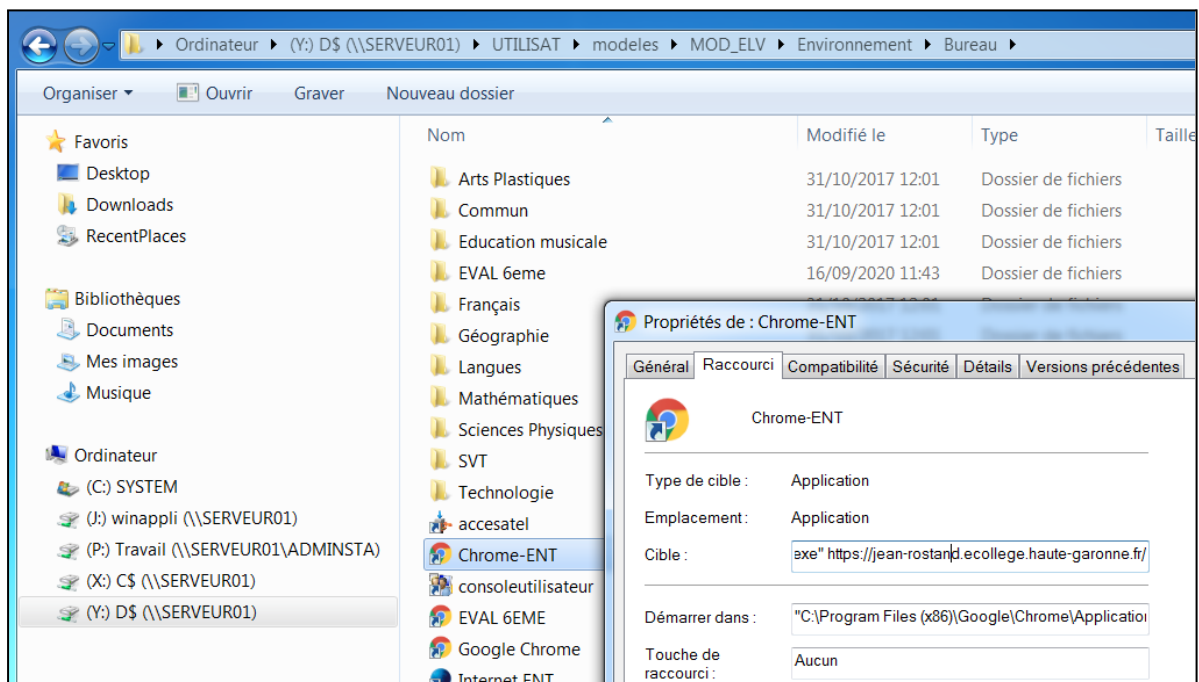 Ordinateur ▸ (Y:) D$ (\\SERVEUR01) ▸ UTILISAT ▸ modeles ▸ MOD_ELV ▸ Environnement ▸ Bureau ▸
Organiser Ouvrir Graver Nouveau dossier
Favoris
Desktop
Downloads
RecentPlaces
Bibliothèques
Documents
Mes images
Musique
Ordinateur
(C:) SYSTEM
(J:) winappli (\\SERVEUR01)
(P:) Travail (\\SERVEUR01\ADMINSTA)
(X:) C$ (\\SERVEUR01)
(Y:) D$ (\\SERVEUR01)
Nom Modifié le Type Taille
Arts Plastiques 31/10/2017 12:01 Dossier de fichiers
Commun 31/10/2017 12:01 Dossier de fichiers
Education musicale 31/10/2017 12:01 Dossier de fichiers
EVAL 6eme 16/09/2020 11:43 Dossier de fichiers
Français
Géographie
Langues
Mathématiques
Sciences Physiques
SVT
Technologie
accesatel
Chrome-ENT
consoleutilisateur
EVAL 6EME
Google Chrome
Internet ENT
Propriétés de : Chrome-ENT
Général Raccourci Compatibilité Sécurité Détails Versions précédentes
Chrome-ENT
Type de cible : Application
Emplacement : Application
Cible : exe" https://jean-rostand.ecollege.haute-garonne.fr/
Démarrer dans : "C:\Program Files (x86)\Google\Chrome\Application
Touche de
raccourci : Aucun